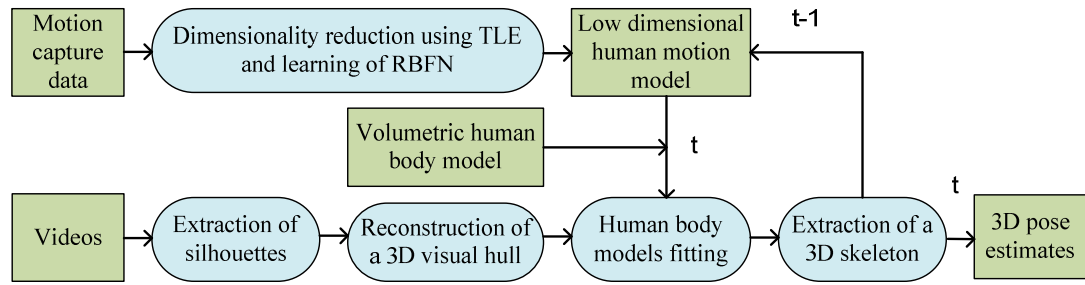 Motion
capture
data
Dimensionality reduction using TLE
and learning of RBFN
Low dimensional
human motion
model
t-1
Volumetric human
body model
t
Videos
Extraction of
silhouettes
Reconstruction of
a 3D visual hull
Human body
models fitting
Extraction of a
3D skeleton
t
3D pose
estimates